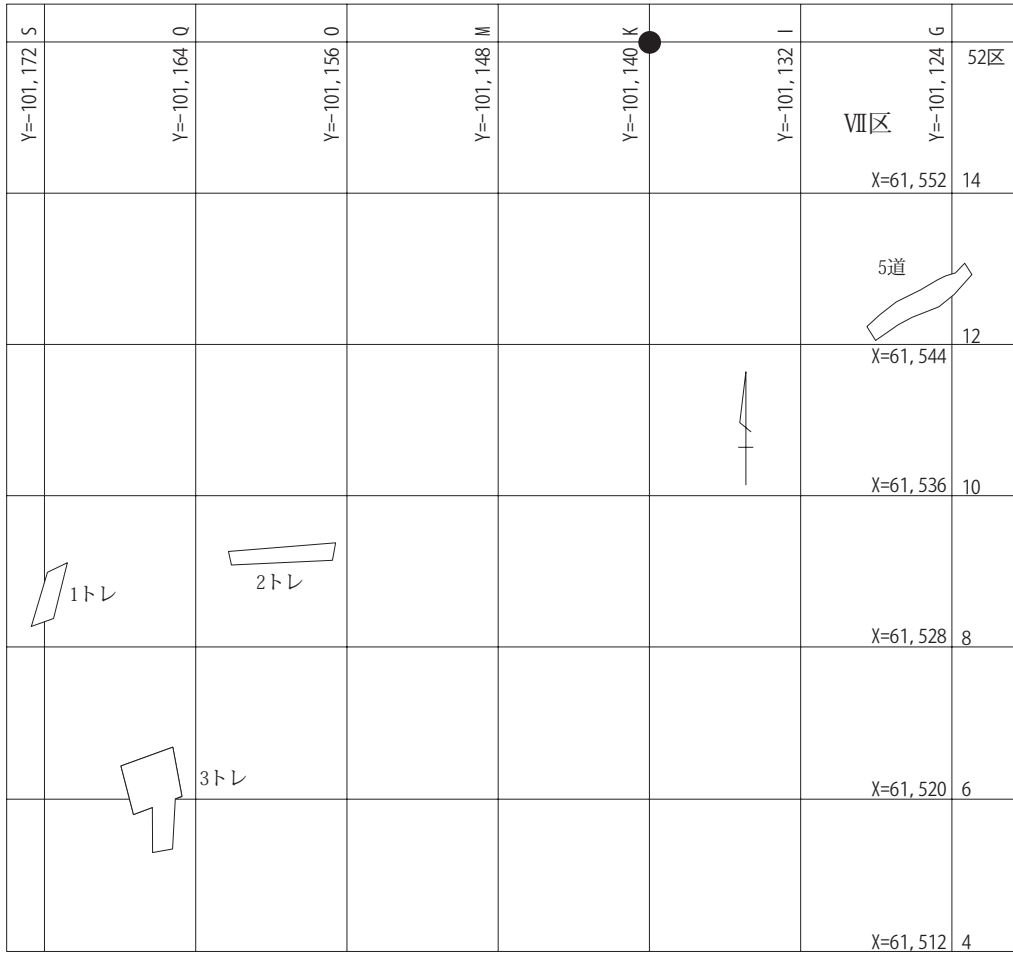 S
Y=-101,172
Q
Y=-101,164
O
Y=-101,156
M
Y=-101,148
K
Y=-101,140
I
Y=-101,132
G
Y=-101,124
52区
Ⅶ区
X=61,552 14
5道
12
X=61,544
X=61,536 10
1トレ
2トレ
X=61,528 8
3トレ
X=61,520 6
X=61,512 4